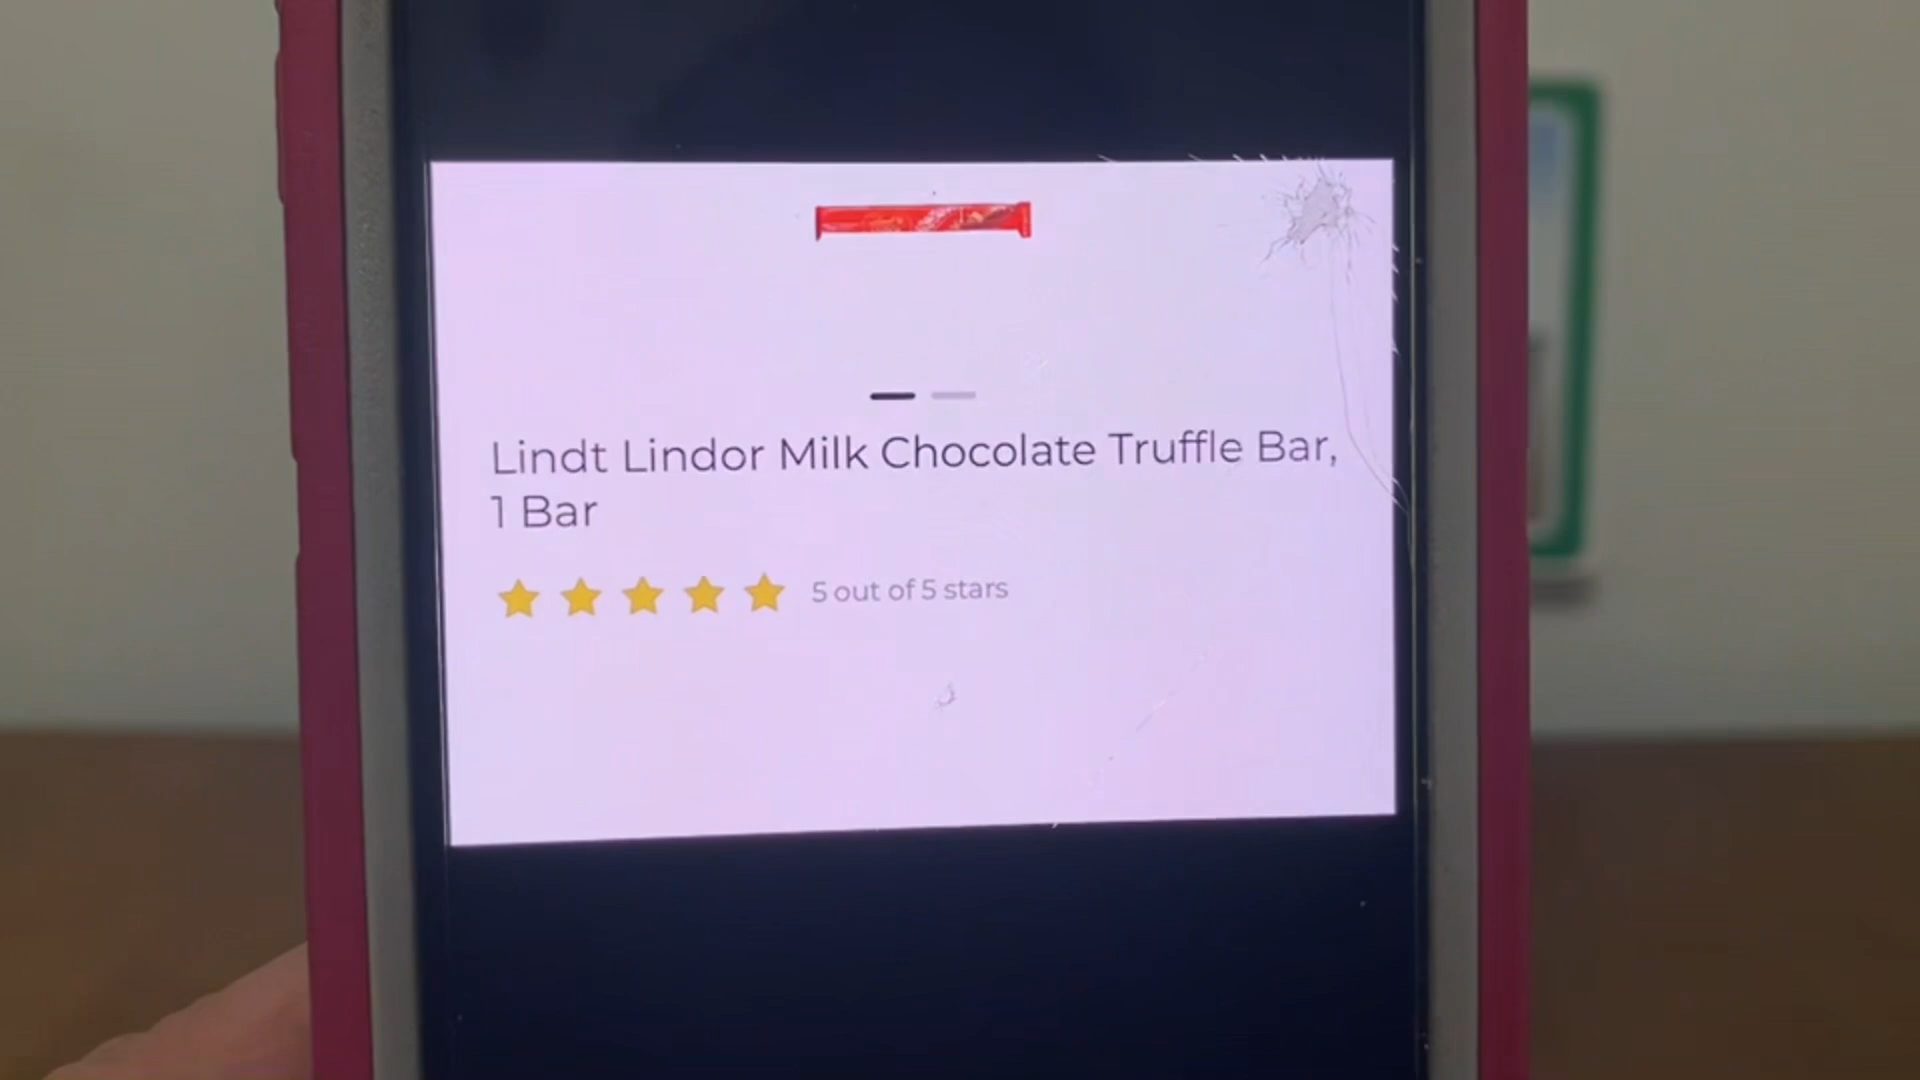 Lindt Lindor Milk Chocolate Truffle Bar,
1 Bar
5 out of 5 stars